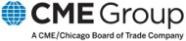 CME Group
A CME/Chicago Board of Trade Company